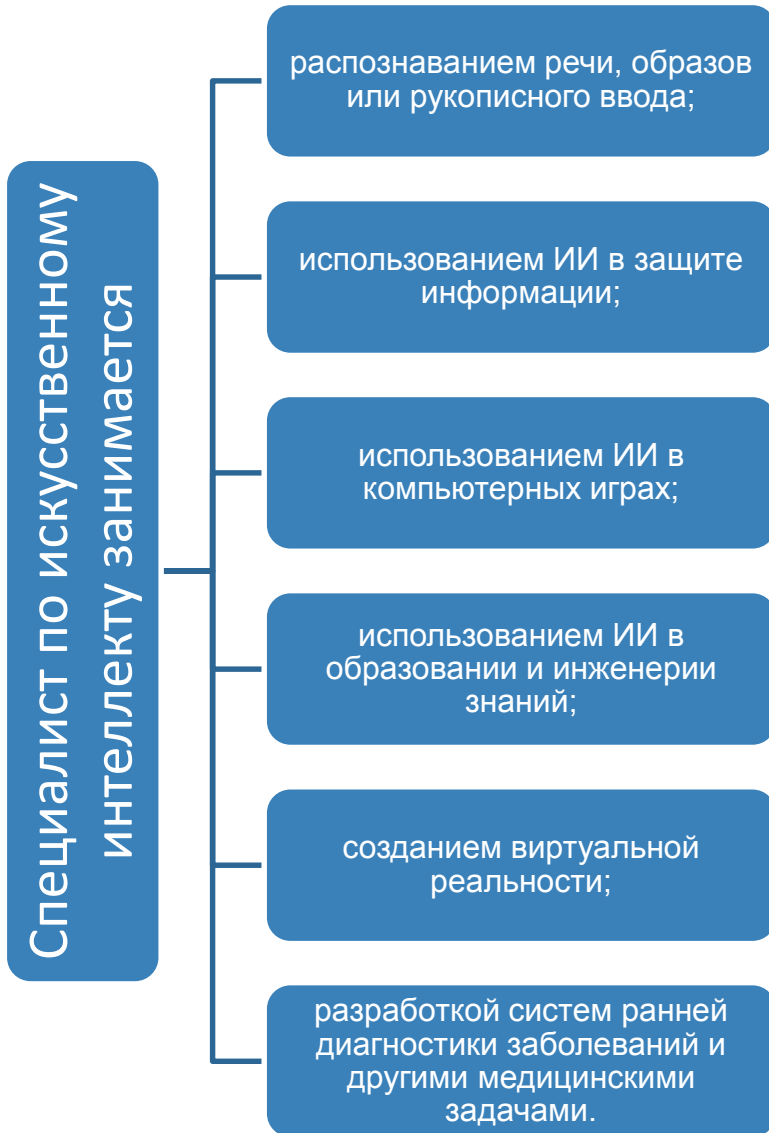 Специалист по искусственному
интеллекту занимается
распознаванием речи, образов
или рукописного ввода;
использованием ИИ в защите
информации;
использованием ИИ в
компьютерных играх;
использованием ИИ в
образовании и инженерии
знаний;
созданием виртуальной
реальности;
разработкой систем ранней
диагностики заболеваний и
другими медицинскими
задачами.